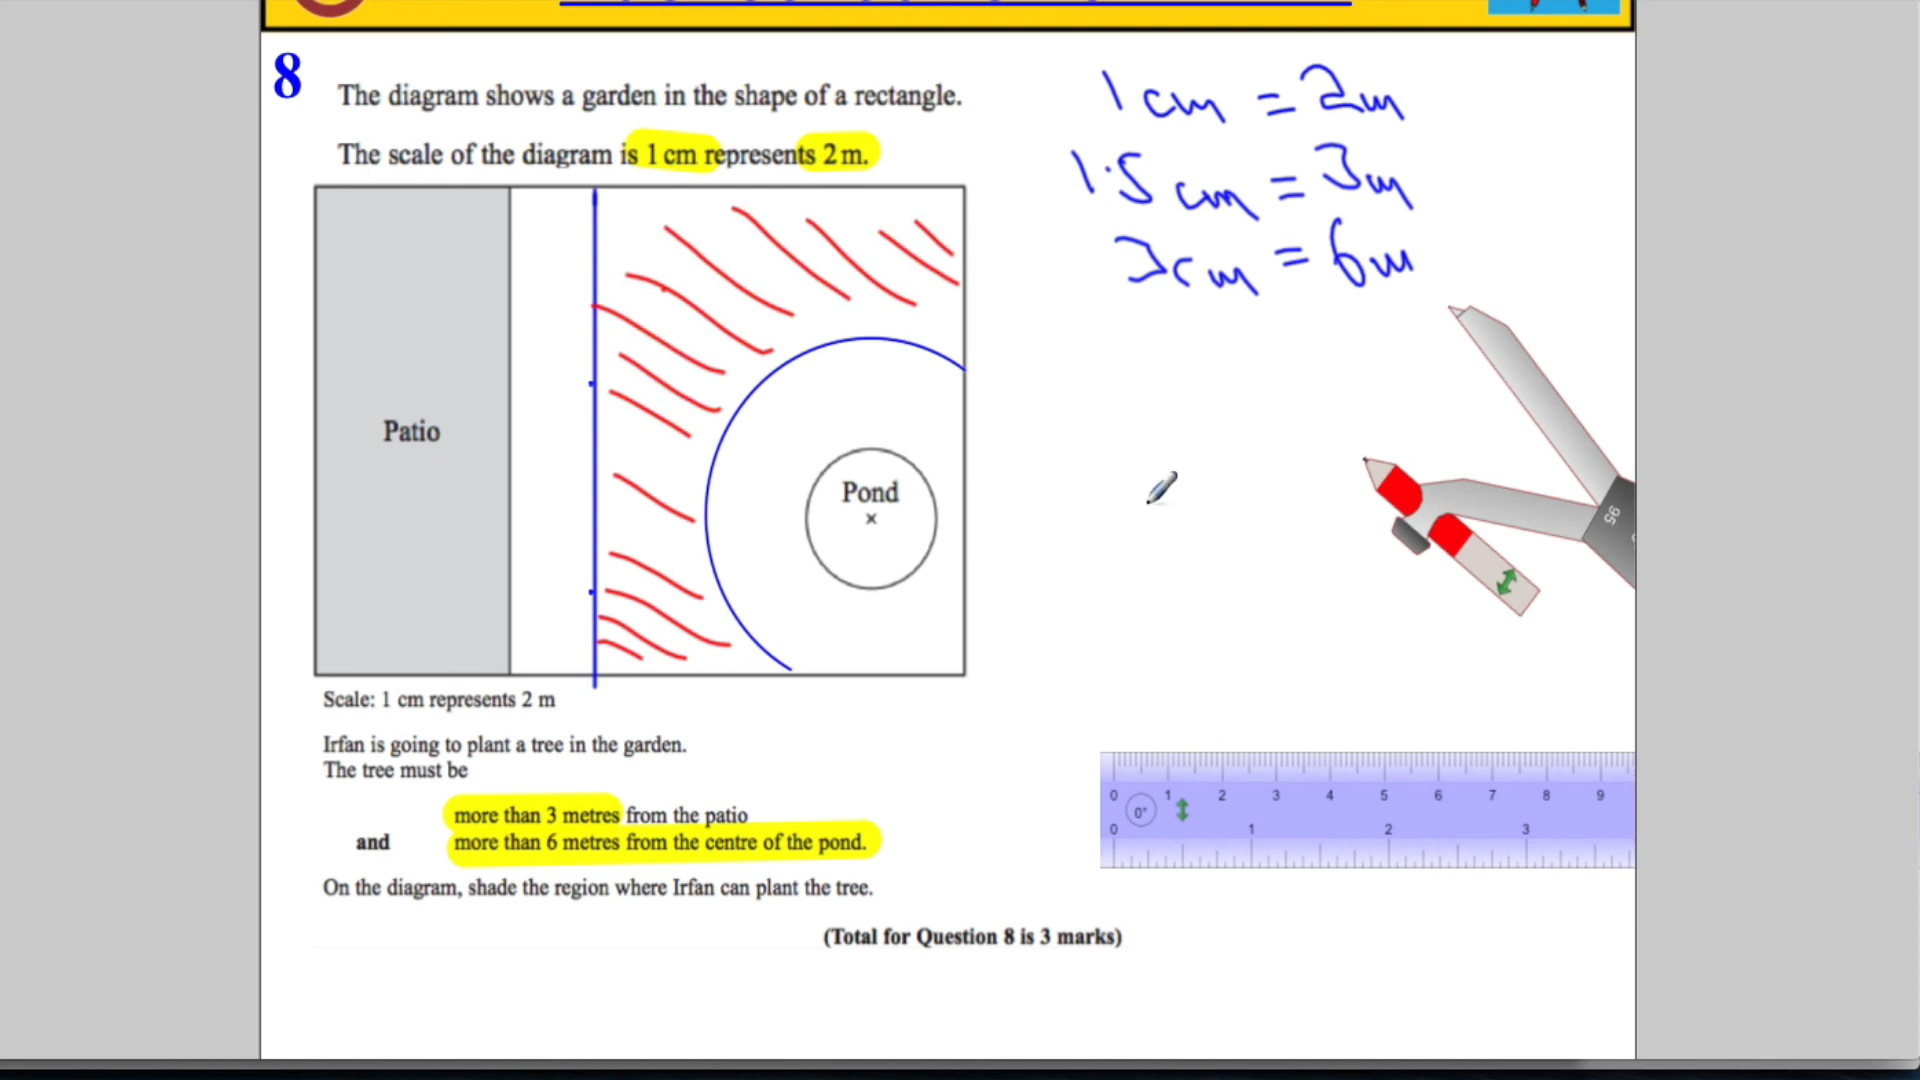 8
The diagram shows a garden in the shape of a rectangle.
The scale of the diagram is 1 cm represents 2 m.
1 cm = 2m
1.5 cm = 3m
3cm = 6m
Patio
Pond
×
95
Scale: 1 cm represents 2 m
Irfan is going to plant a tree in the garden.
The tree must be
more than 3 metres from the patio
and more than 6 metres from the centre of the pond.
On the diagram, shade the region where Irfan can plant the tree.
(Total for Question 8 is 3 marks)
0 1 2 3 4 5 6 7 8 9
0°
0 1 2 3